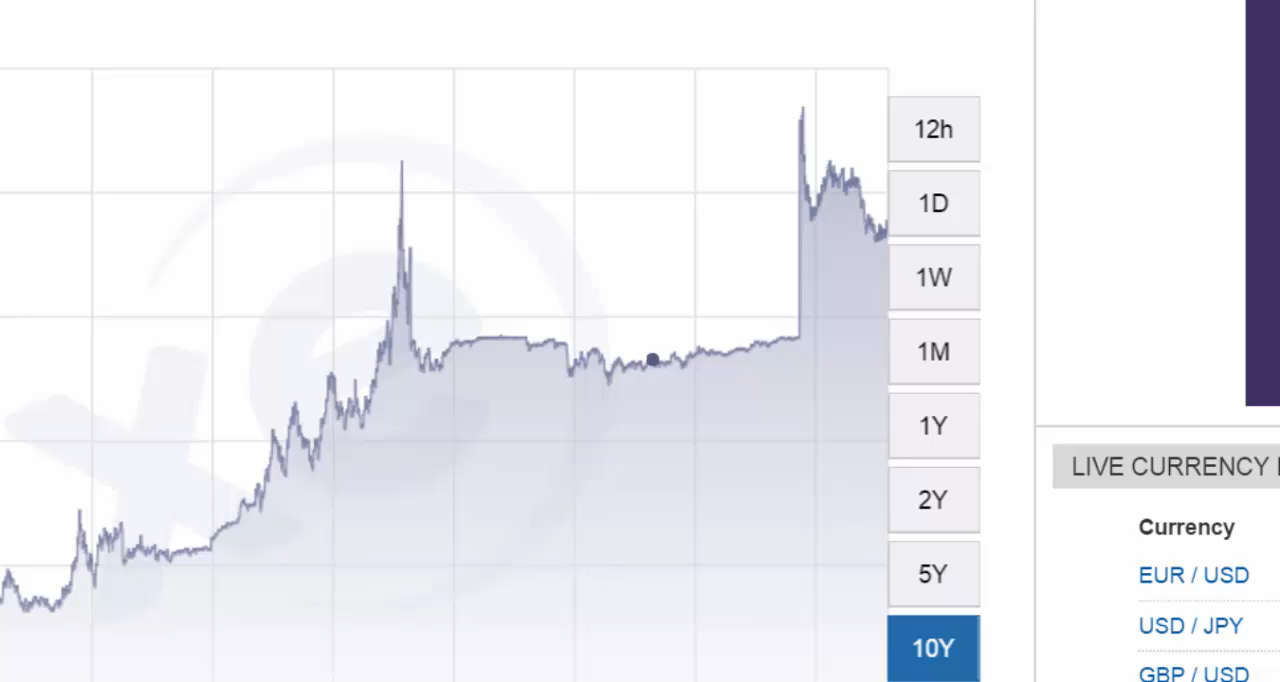 12h
1D
1W
1M
1Y
2Y
5Y
10Y
LIVE CURRENCY
Currency
EUR / USD
USD / JPY
GBP / USD